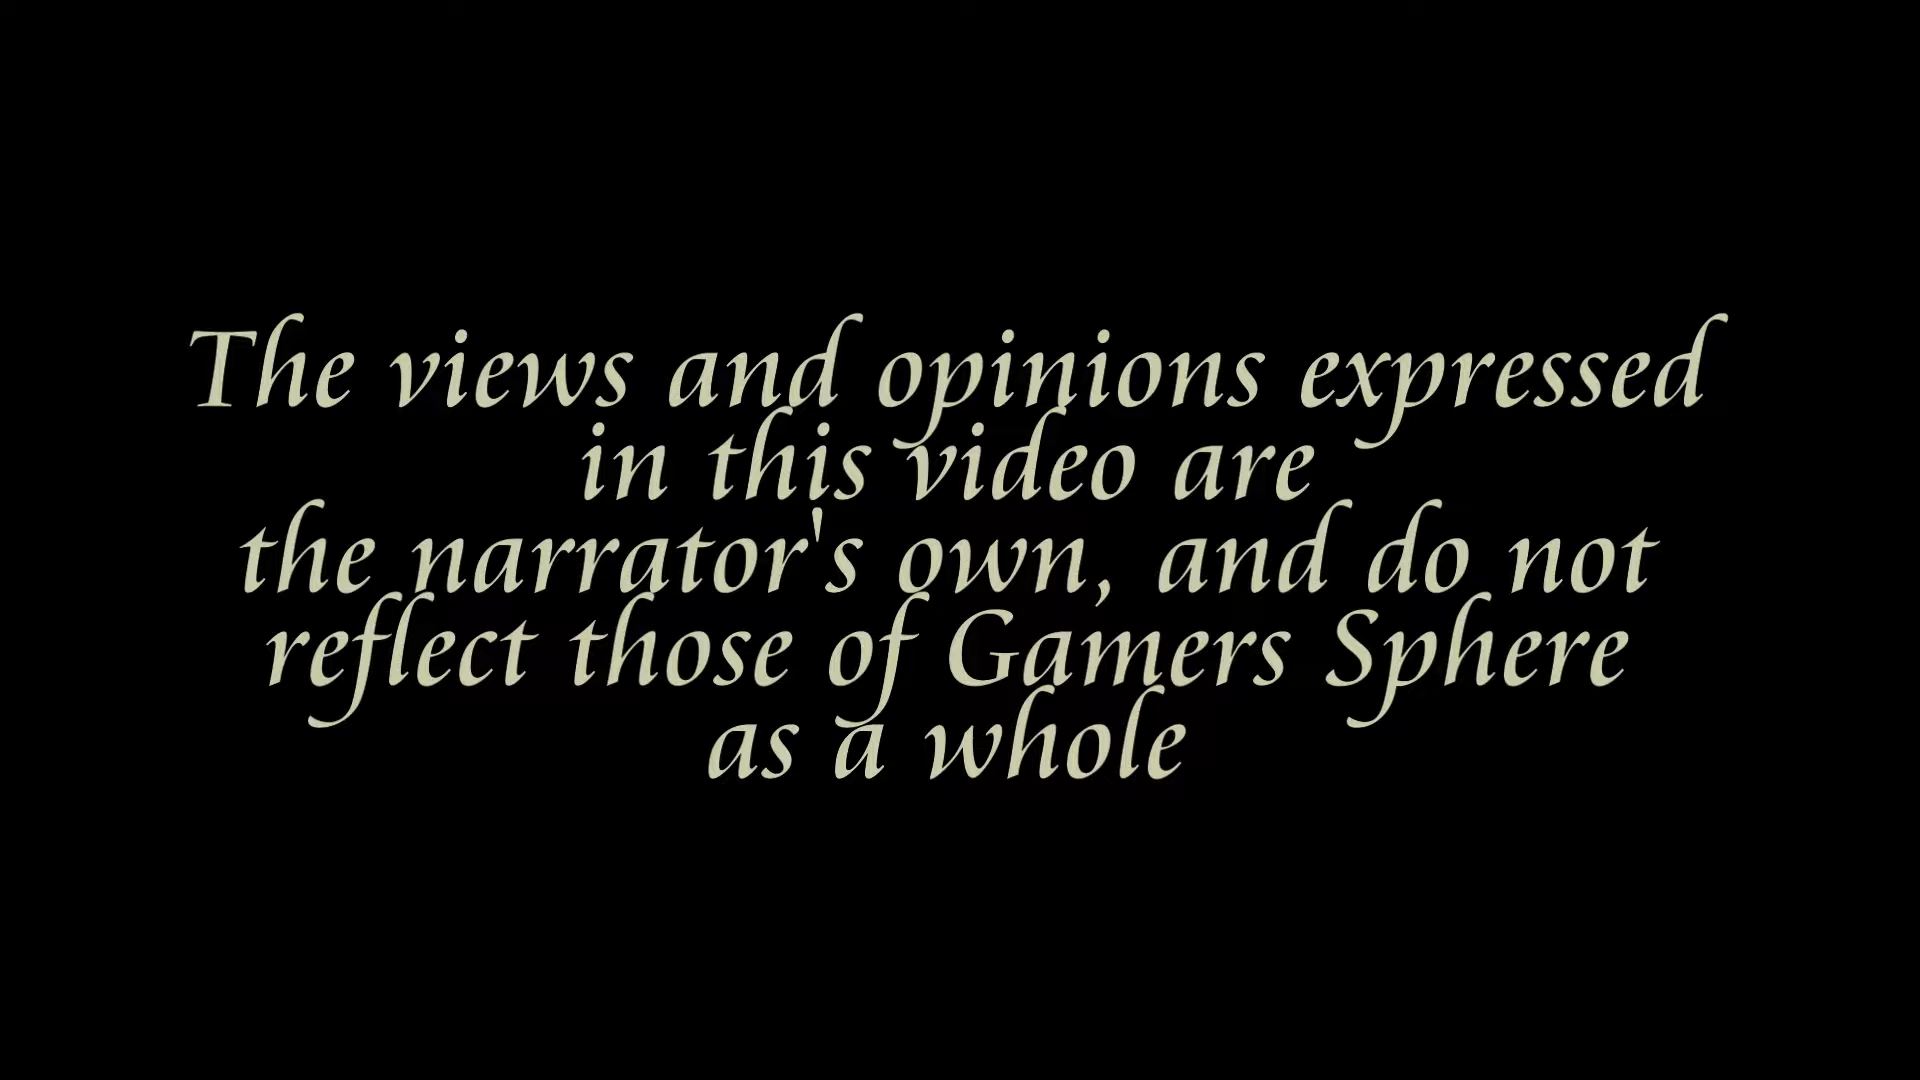 The views and opinions expressed
in this video are
the narrator's own, and do not
reflect those of Gamers Sphere
as a whole